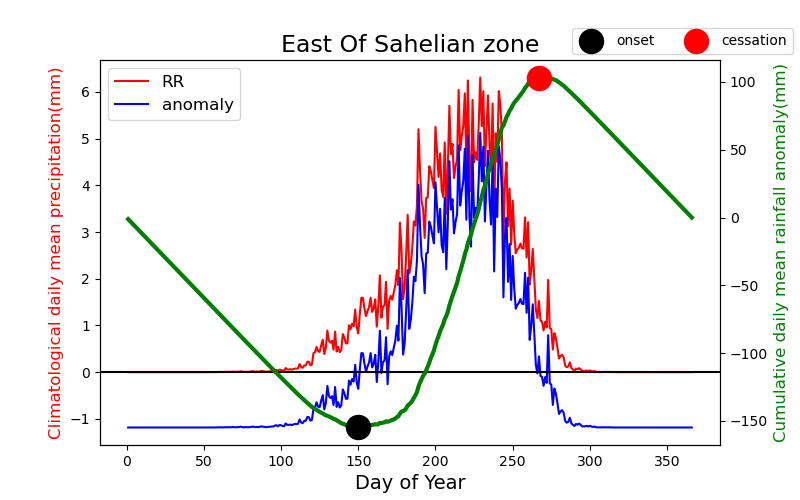 East Of Sahelian zone
onset
cessation
RR
anomaly
Climatological daily mean precipitation(mm)
6
5
4
3
2
1
0
−1
100
50
0
−50
−100
−150
Cumulative daily mean rainfall anomaly(mm)
0 50 100 150 200 250 300 350
Day of Year